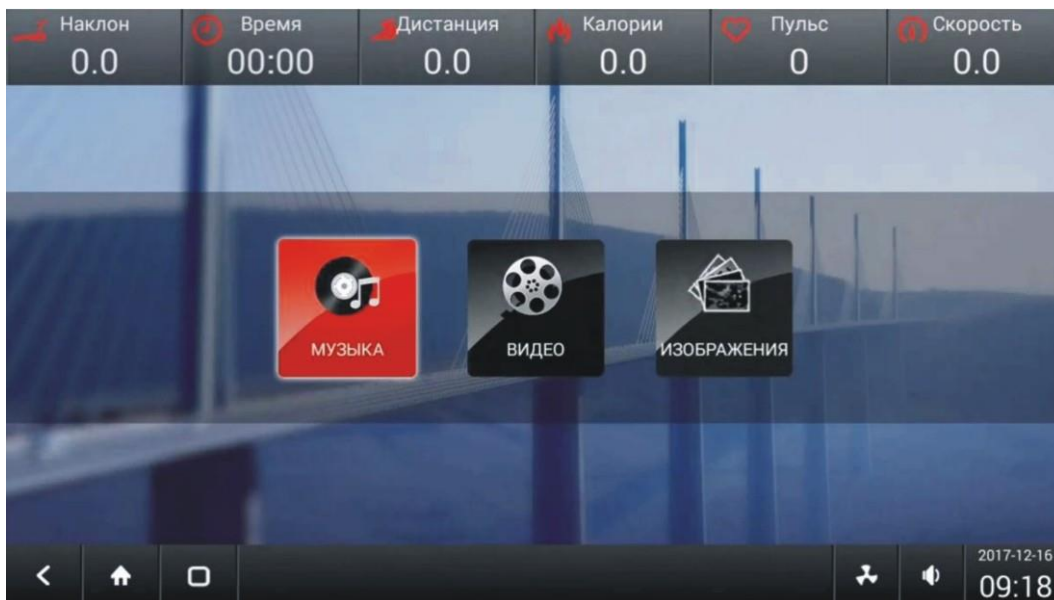 Наклон
0.0
Время
00:00
Дистанция
0.0
Калории
0.0
Пульс
0
Скорость
0.0
МУЗЫКА
ВИДЕО
ИЗОБРАЖЕНИЯ
2017-12-16
09:18